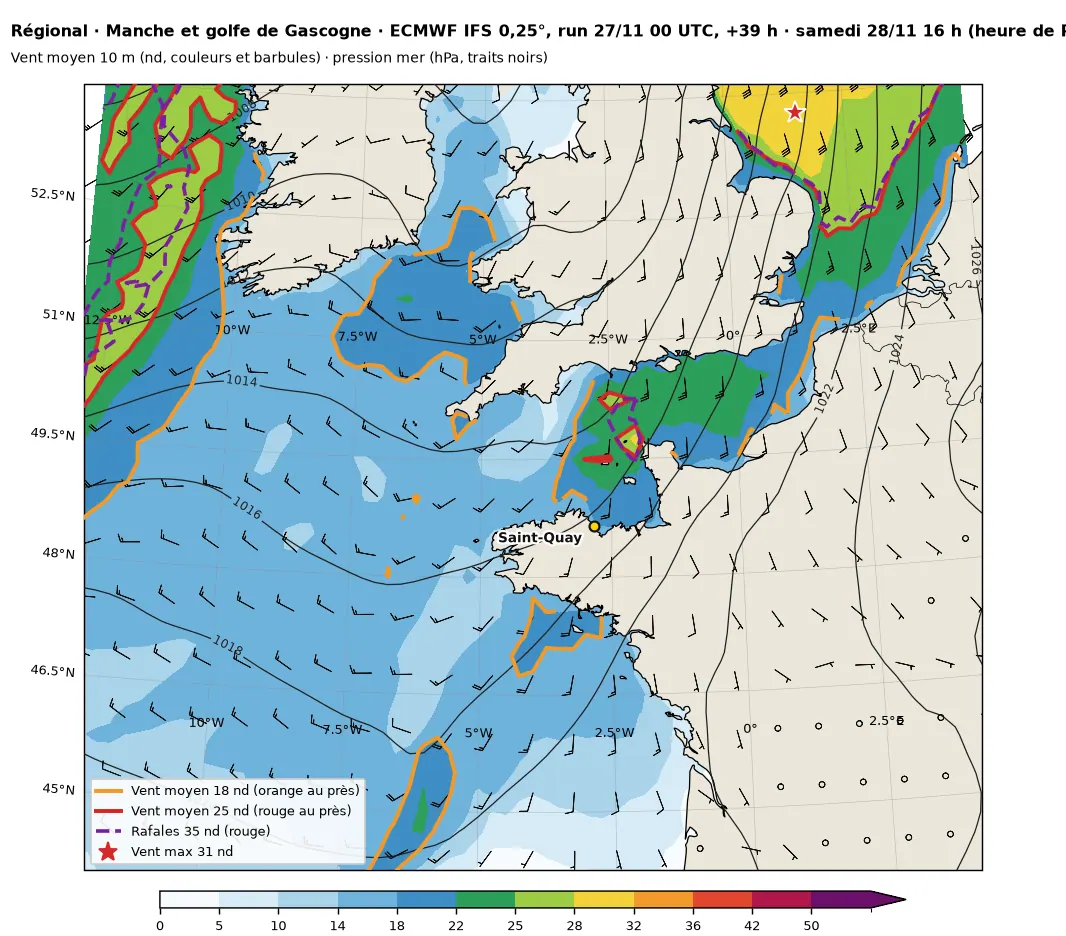 Régional · Manche et golfe de Gascogne · ECMWF IFS 0,25°, run 27/11 00 UTC, +39 h · samedi 28/11 16 h (heure de
Vent moyen 10 m (nd, couleurs et barbules) · pression mer (hPa, traits noirs)
1008
52.5°N
1010
1026
51°N
0°W
7.5°W
5°W
2.5°W
0°
2.5°E
1024
1014
1022
49.5°N
1016
Saint-Quay
48°N
1018
46.5°N
10°W
7.5°W
5°W
2.5°W
0°
2.5°E
45°N
Vent moyen 18 nd (orange au près)
Vent moyen 25 nd (rouge au près)
Rafales 35 nd (rouge)
Vent max 31 nd
0 5 10 14 18 22 25 28 32 36 42 50